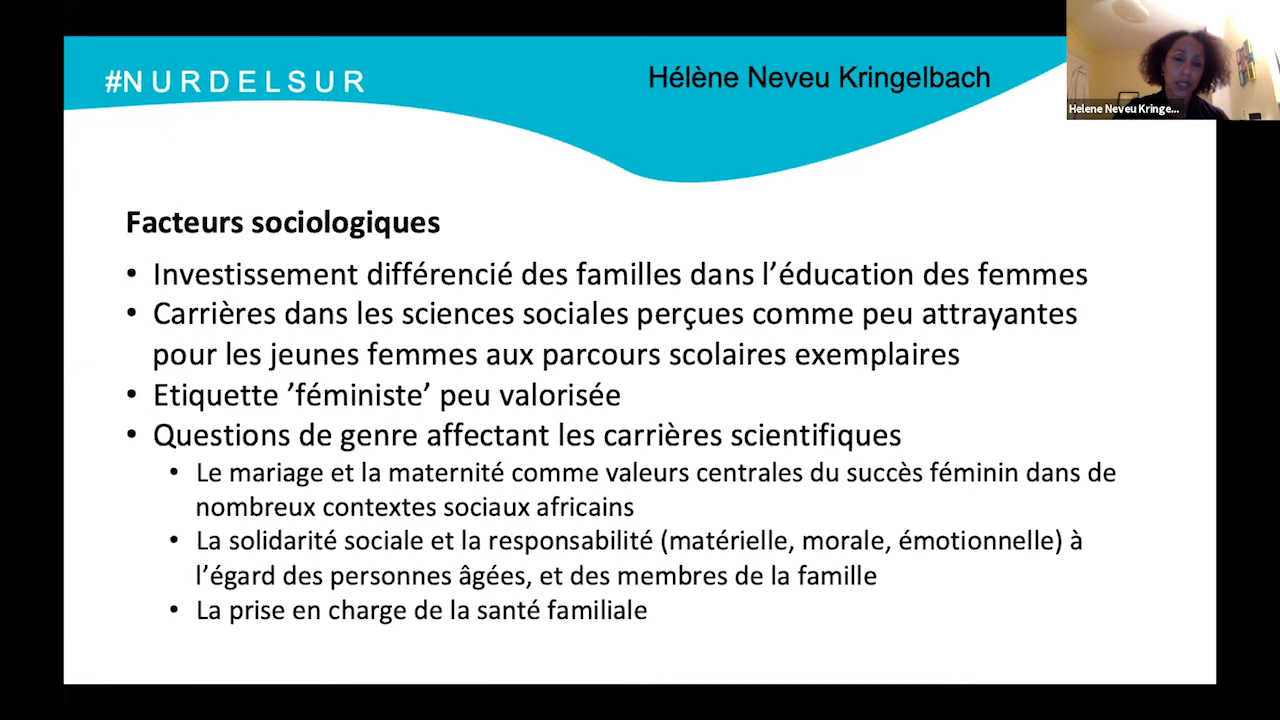 #NURDELSUR
Hélène Neveu Kringelbach
Helene Neveu Kringe...
Facteurs sociologiques
• Investissement différencié des familles dans l’éducation des femmes
• Carrières dans les sciences sociales perçues comme peu attrayantes
pour les jeunes femmes aux parcours scolaires exemplaires
• Etiquette ’féministe’ peu valorisée
• Questions de genre affectant les carrières scientifiques
• Le mariage et la maternité comme valeurs centrales du succès féminin dans de
nombreux contextes sociaux africains
• La solidarité sociale et la responsabilité (matérielle, morale, émotionnelle) à
l’égard des personnes âgées, et des membres de la famille
• La prise en charge de la santé familiale